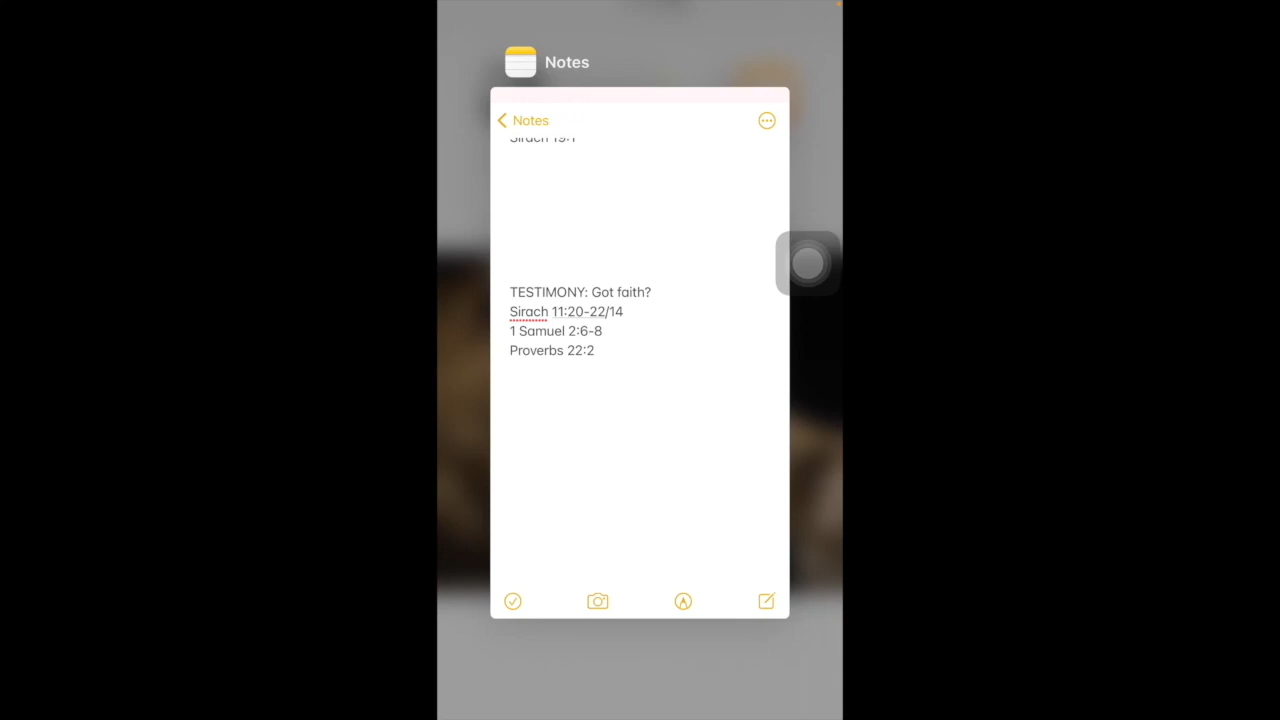 Notes
Notes
Sirach 19:1
TESTIMONY: Got faith?
Sirach 11:20-22/14
1 Samuel 2:6-8
Proverbs 22:2